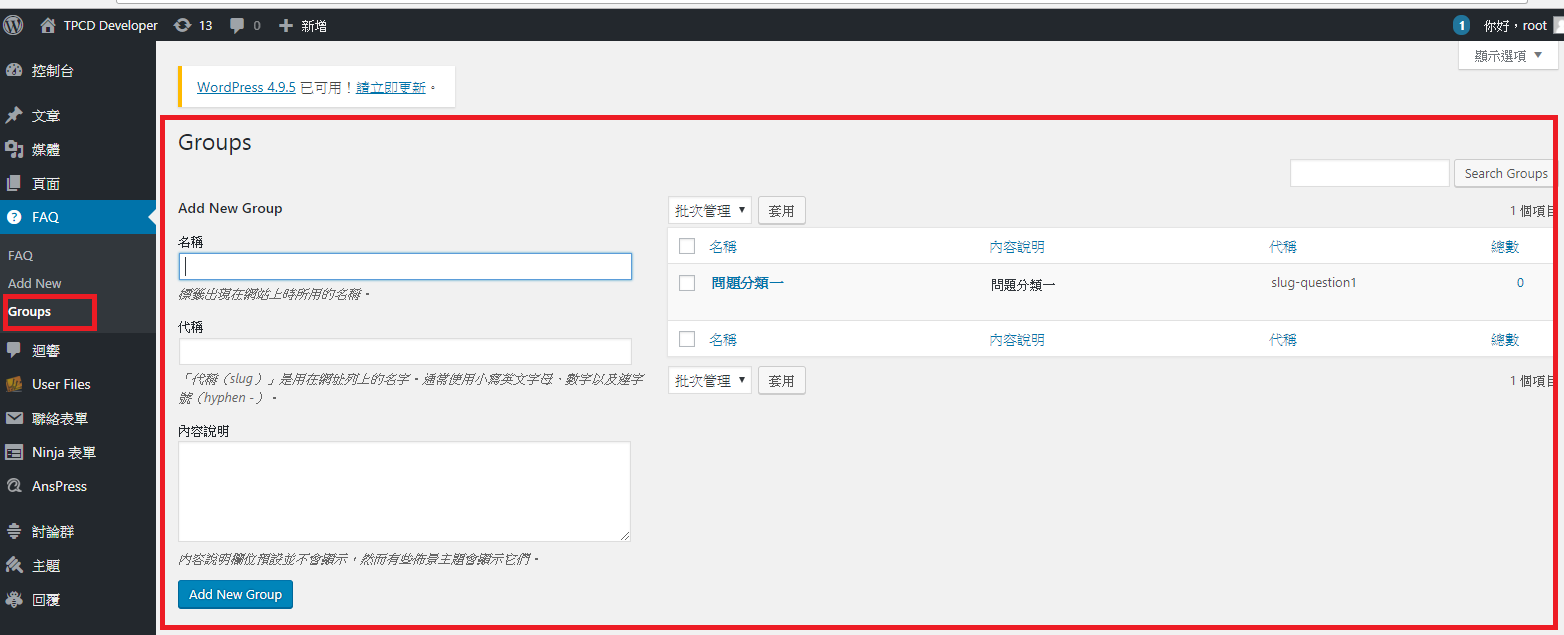 TPCD Developer 13 0 新增 1 你好，root
顯示選項
控制台
文章
媒體
頁面
FAQ
FAQ
Add New
Groups
迴響
User Files
聯絡表單
Ninja 表單
AnsPress
討論群
主題
回覆
WordPress 4.9.5 已可用！請立即更新。
Groups
Search Groups
Add New Group
名稱
標籤出現在網站上時所用的名稱。
代稱
「代稱（slug）」是用在網址列上的名字。通常使用小寫英文字母、數字以及連字
號（hyphen -）。
內容說明
內容說明欄位預設並不會顯示，然而有些佈景主題會顯示它們。
Add New Group
批次管理 套用 1 個項目
名稱 內容說明 代稱 總數
問題分類一 問題分類一 slug-question1 0
名稱 內容說明 代稱 總數
批次管理 套用 1 個項目